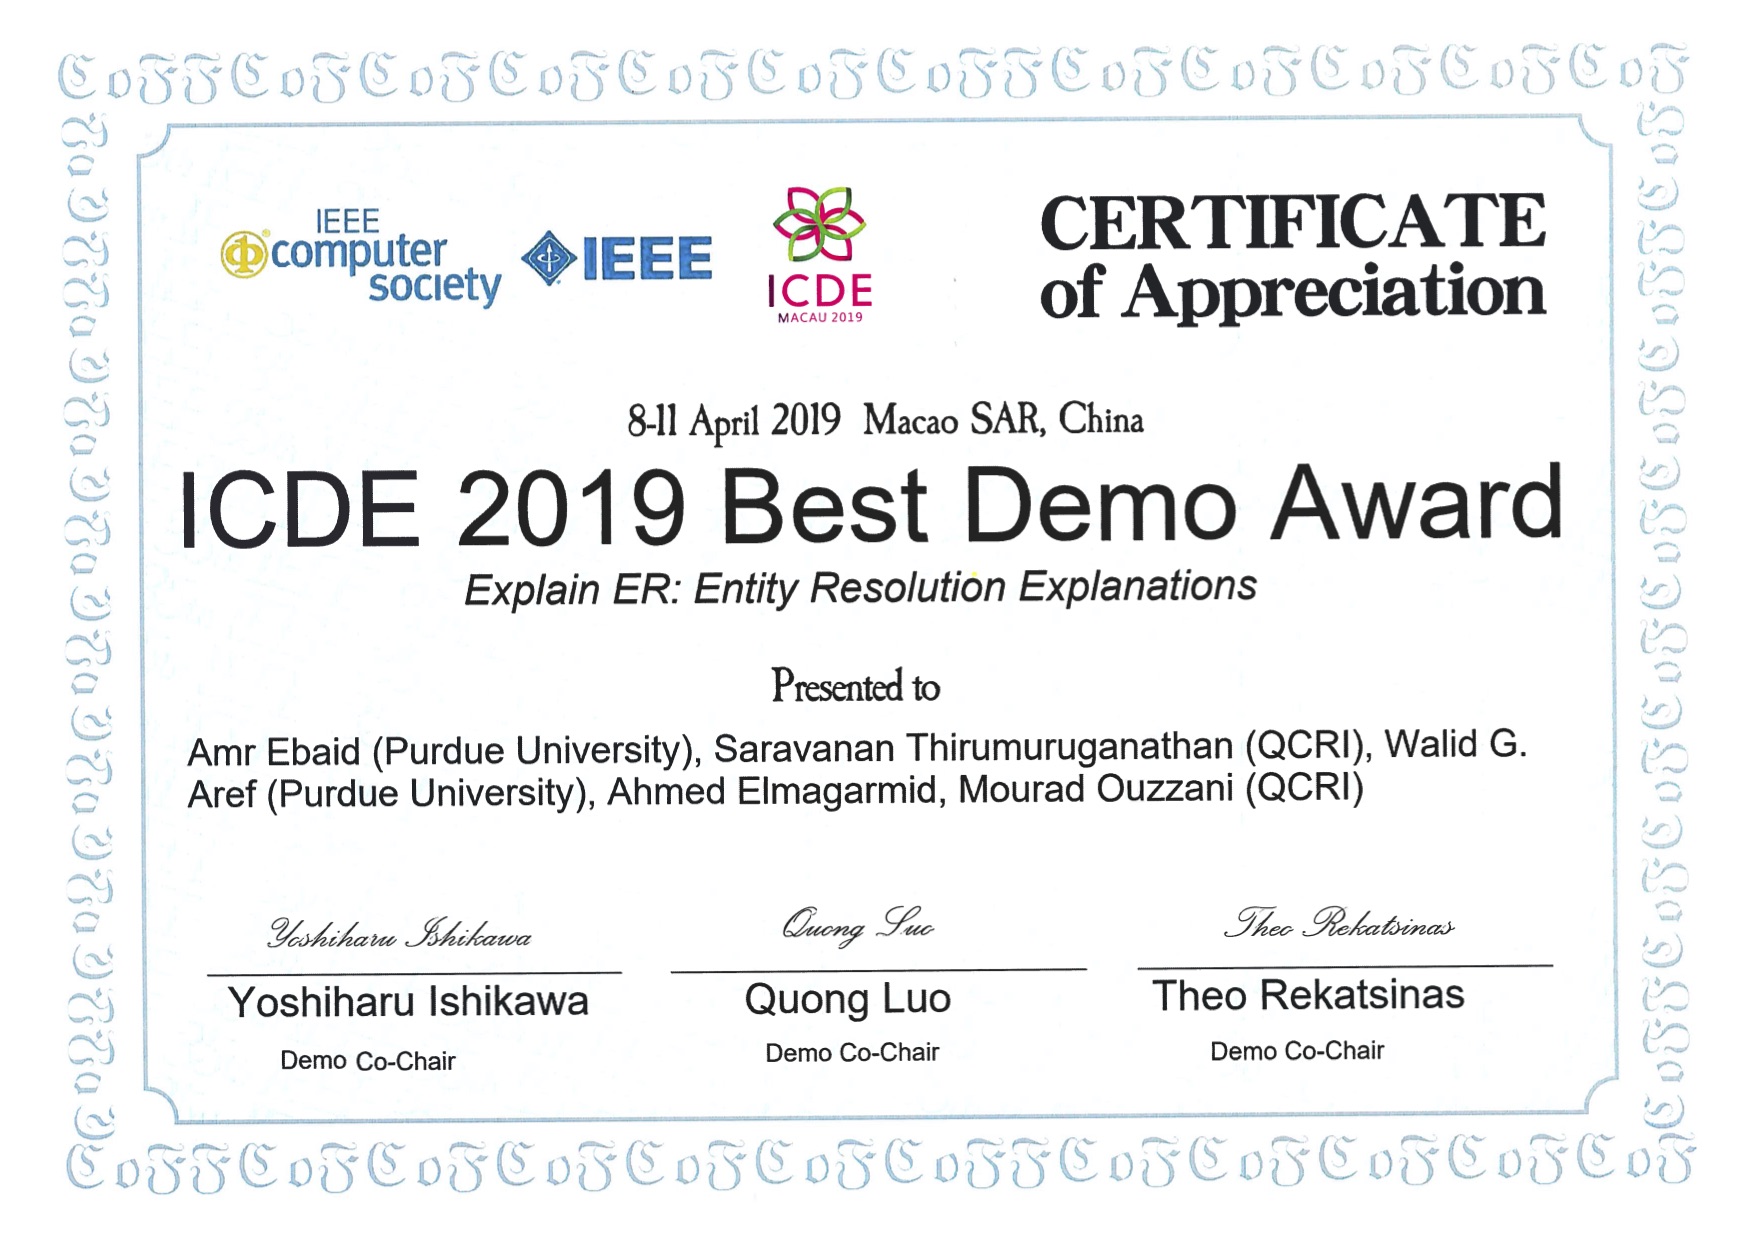 IEEE
computer
society
IEEE
ICDE
MACAU 2019
CERTIFICATE
of Appreciation
8-11 April 2019 Macao SAR, China
ICDE 2019 Best Demo Award
Explain ER: Entity Resolution Explanations
Presented to
Amr Ebaid (Purdue University), Saravanan Thirumuruganathan (QCRI), Walid G.
Aref (Purdue University), Ahmed Elmagarmid, Mourad Ouzzani (QCRI)
Yoshiharu Ishikawa
Quong Luo
Theo Rekatsinas
Yoshiharu Ishikawa
Quong Luo
Theo Rekatsinas
Demo Co-Chair
Demo Co-Chair
Demo Co-Chair